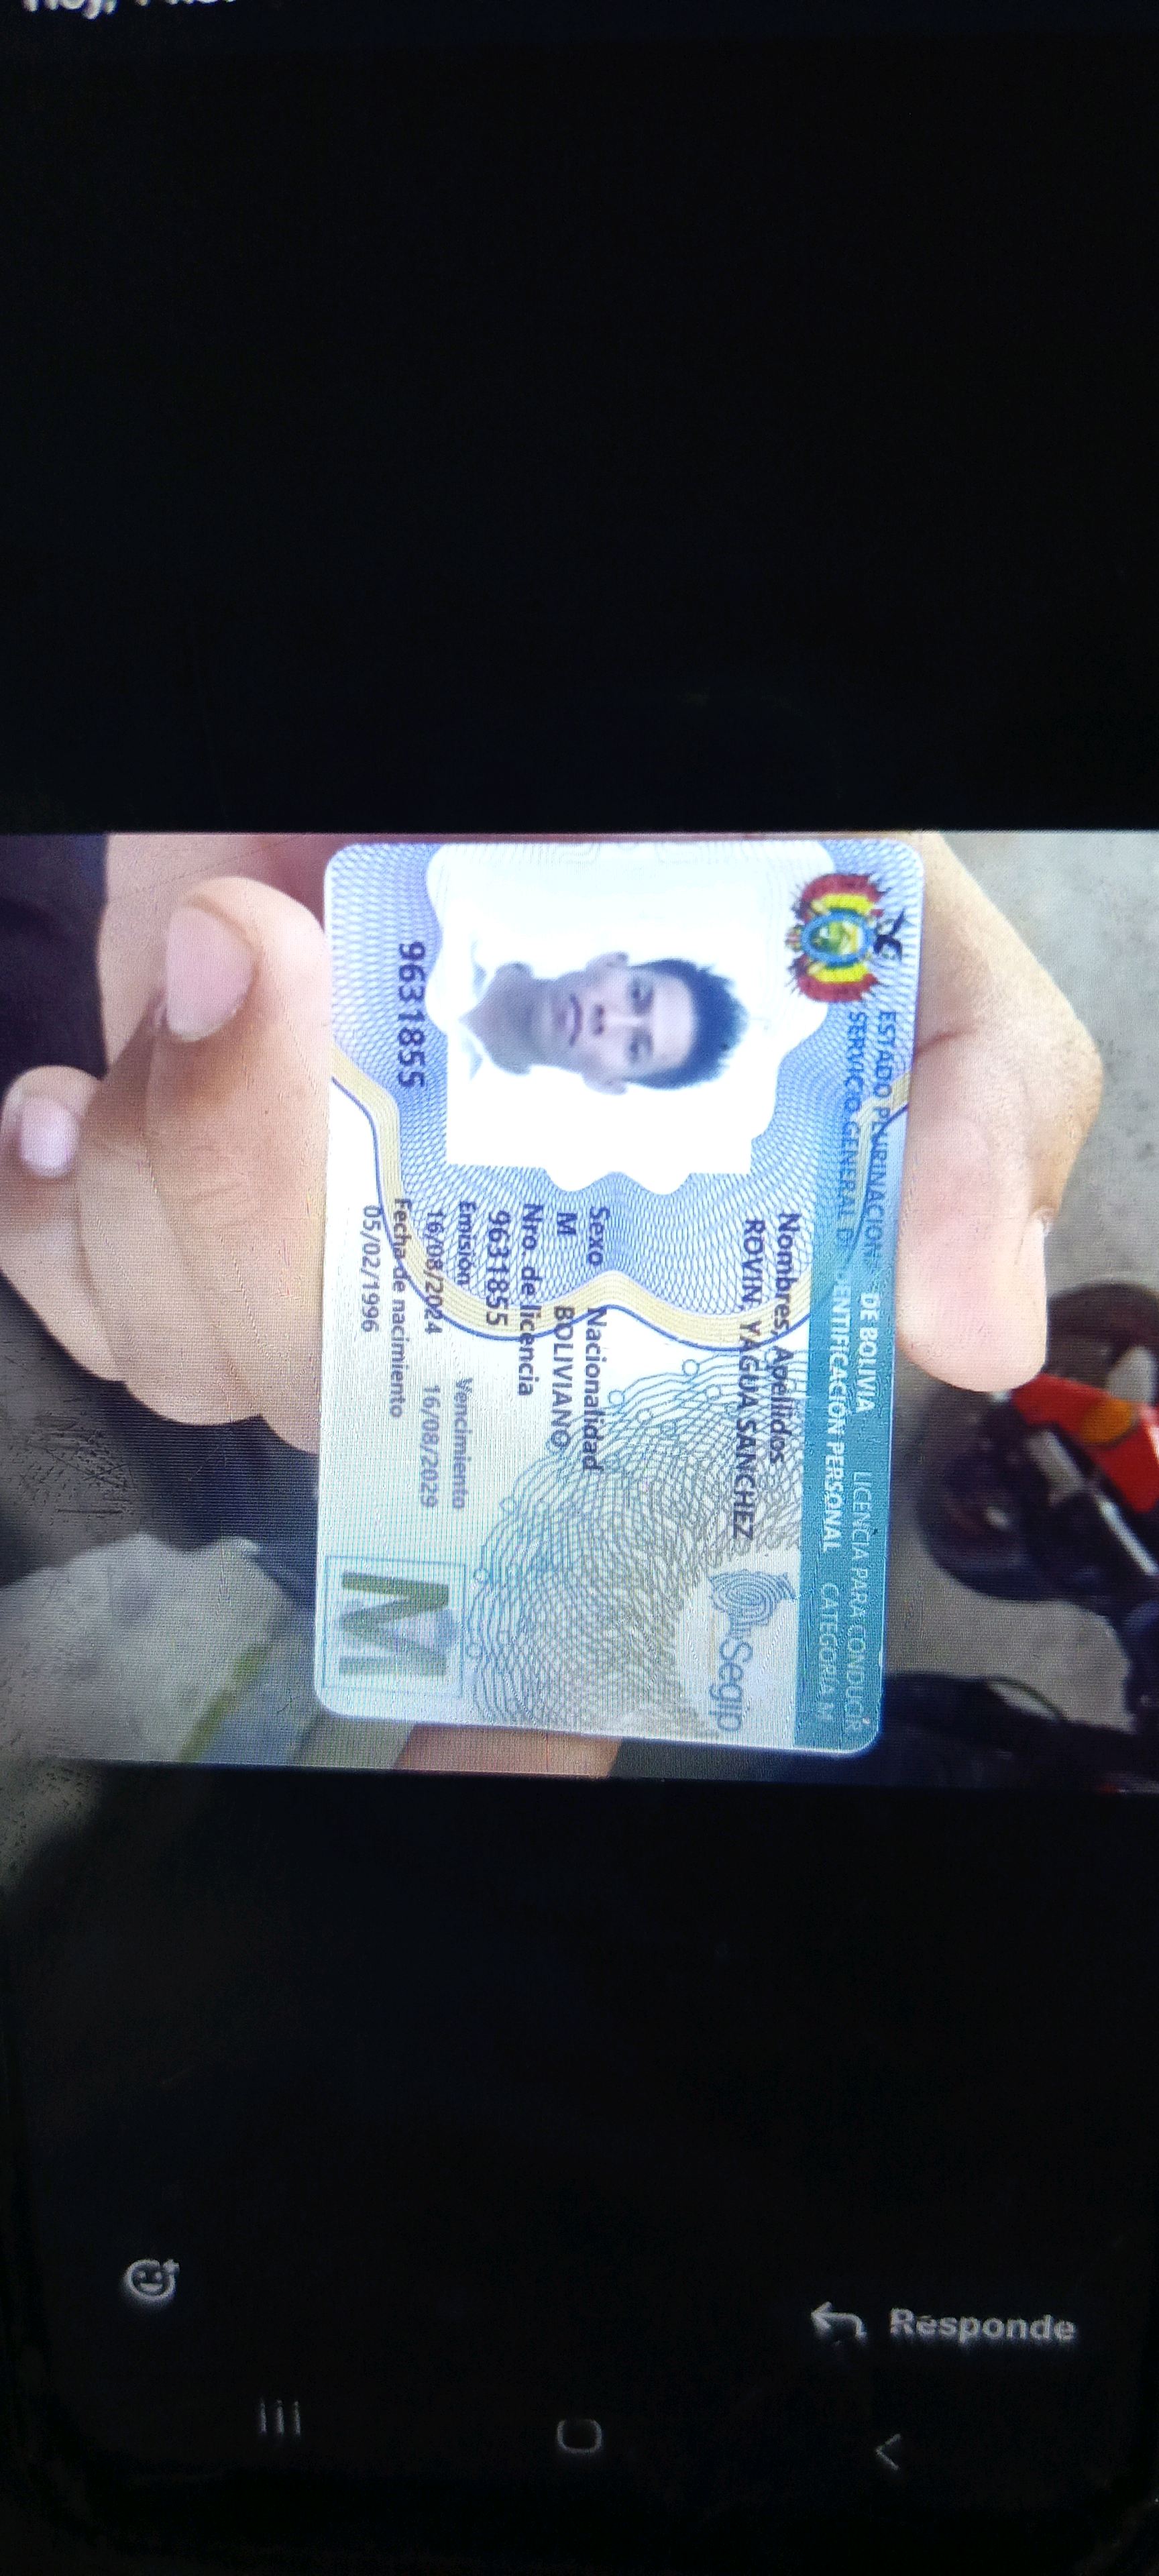 ESTADO PLURINACIONAL DE BOLIVIA LICENCIA PARA CONDUCIR
SERVICIO GENERAL DE IDENTIFICACIÓN PERSONAL CATEGORIA M
Nombres, Apellidos
ROVIN, YAGUA SANCHEZ
Segip
Sexo Nacionalidad
M BOLIVIANO
Nro. de licencia
9631855
Emisión Vencimiento
16/08/2024 16/08/2029
Fecha de nacimiento
05/02/1996
9631855
M
Responde